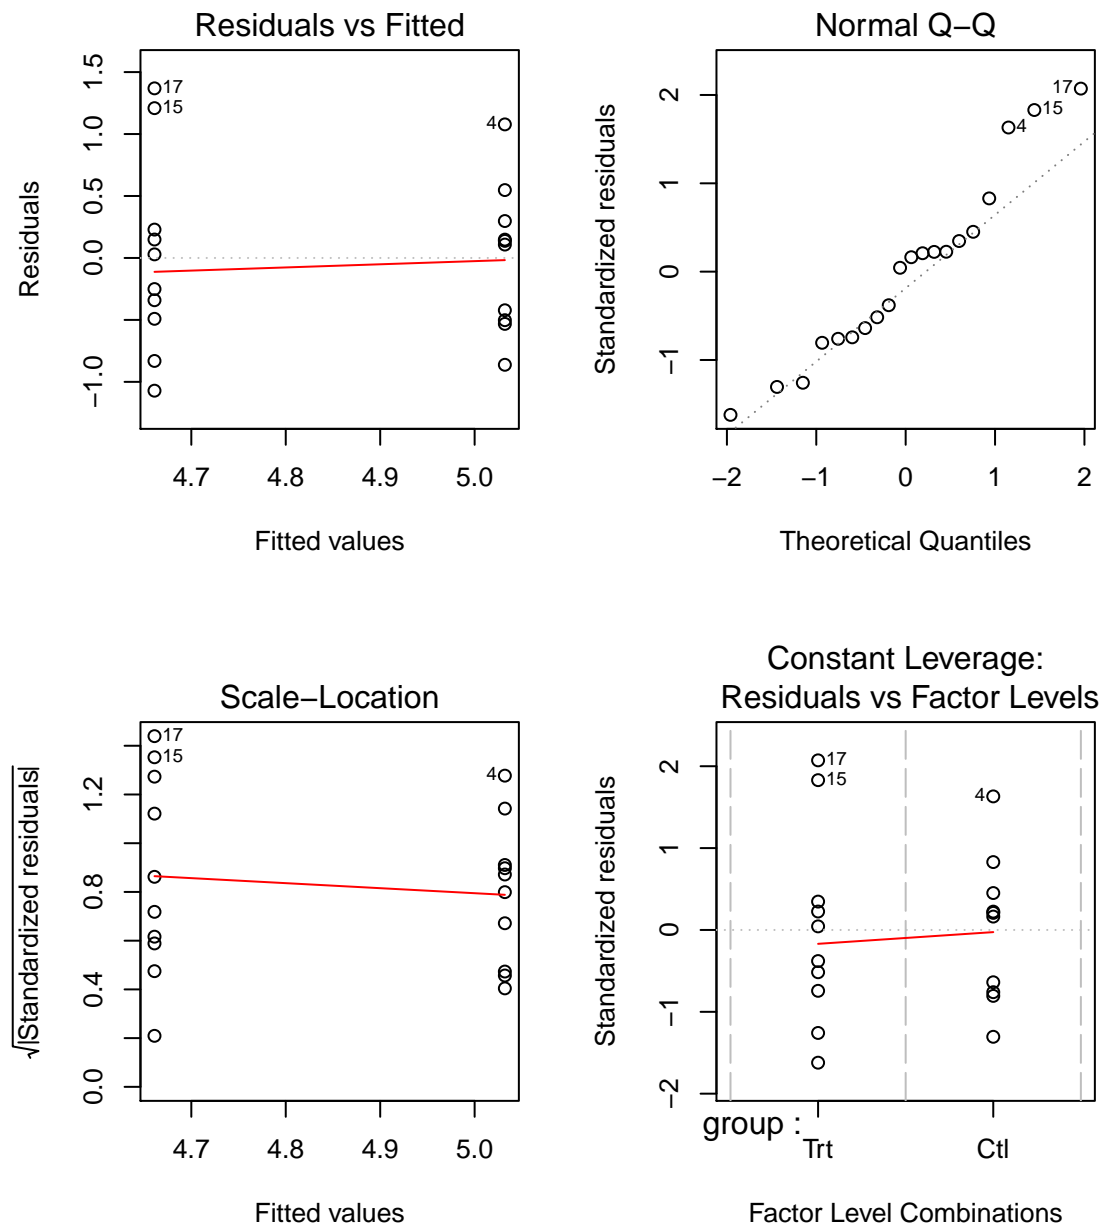 Residuals vs Fitted
Residuals
1.5
1.0
0.5
0.0
−1.0
17
15
4
4.7 4.8 4.9 5.0
Fitted values
Normal Q−Q
Standardized residuals
2
1
0
−1
17
15
4
−2 −1 0 1 2
Theoretical Quantiles
Scale−Location
√|Standardized residuals|
1.2
0.8
0.4
0.0
17
15
4
4.7 4.8 4.9 5.0
Fitted values
Constant Leverage:
Residuals vs Factor Levels
Standardized residuals
2
1
0
−1
−2
17
15
4
group :
Trt Ctl
Factor Level Combinations